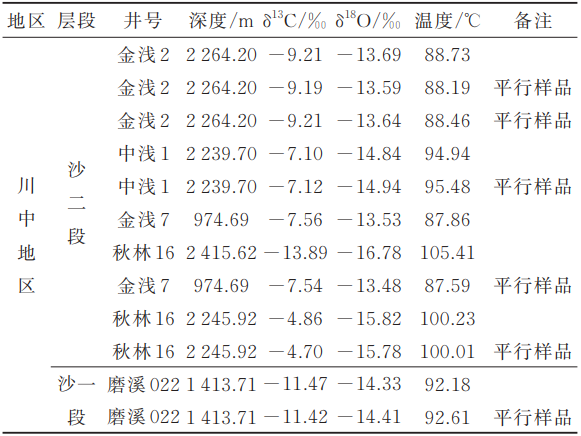 地区 层段 井号 深度/m δ¹³C/‰ δ¹⁸O/‰ 温度/℃ 备注
金浅2 2 264.20 －9.21 －13.69 88.73
金浅2 2 264.20 －9.19 －13.59 88.19 平行样品
金浅2 2 264.20 －9.21 －13.64 88.46 平行样品
中浅1 2 239.70 －7.10 －14.84 94.94
中浅1 2 239.70 －7.12 －14.94 95.48 平行样品
金浅7 974.69 －7.56 －13.53 87.86
秋林16 2 415.62 －13.89 －16.78 105.41
金浅7 974.69 －7.54 －13.48 87.59 平行样品
秋林16 2 245.92 －4.86 －15.82 100.23
秋林16 2 245.92 －4.70 －15.78 100.01 平行样品
川中地区 沙二段
沙一 磨溪022 1 413.71 －11.47 －14.33 92.18
段 磨溪022 1 413.71 －11.42 －14.41 92.61 平行样品